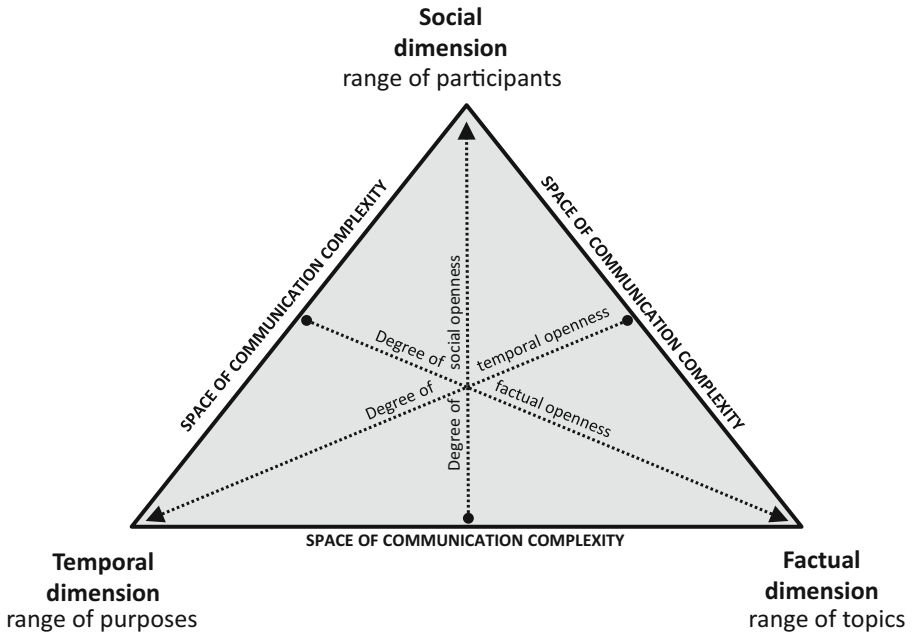 Social
dimension
range of participants
SPACE OF COMMUNICATION COMPLEXITY
SPACE OF COMMUNICATION COMPLEXITY
Degree of social openness
Degree of temporal openness
Degree of factual openness
SPACE OF COMMUNICATION COMPLEXITY
Temporal
dimension
range of purposes
Factual
dimension
range of topics